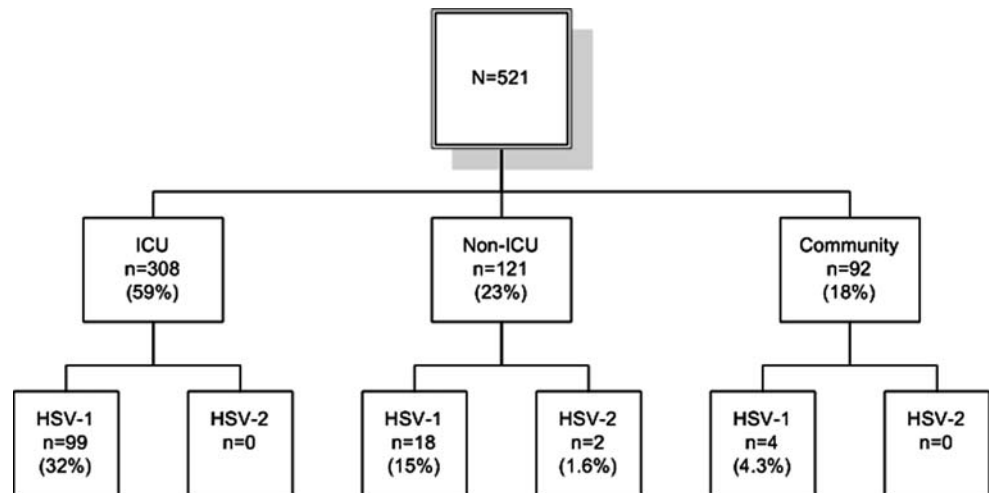 N=521
ICU
n=308
(59%)
Non-ICU
n=121
(23%)
Community
n=92
(18%)
HSV-1
n=99
(32%)
HSV-2
n=0
HSV-1
n=18
(15%)
HSV-2
n=2
(1.6%)
HSV-1
n=4
(4.3%)
HSV-2
n=0